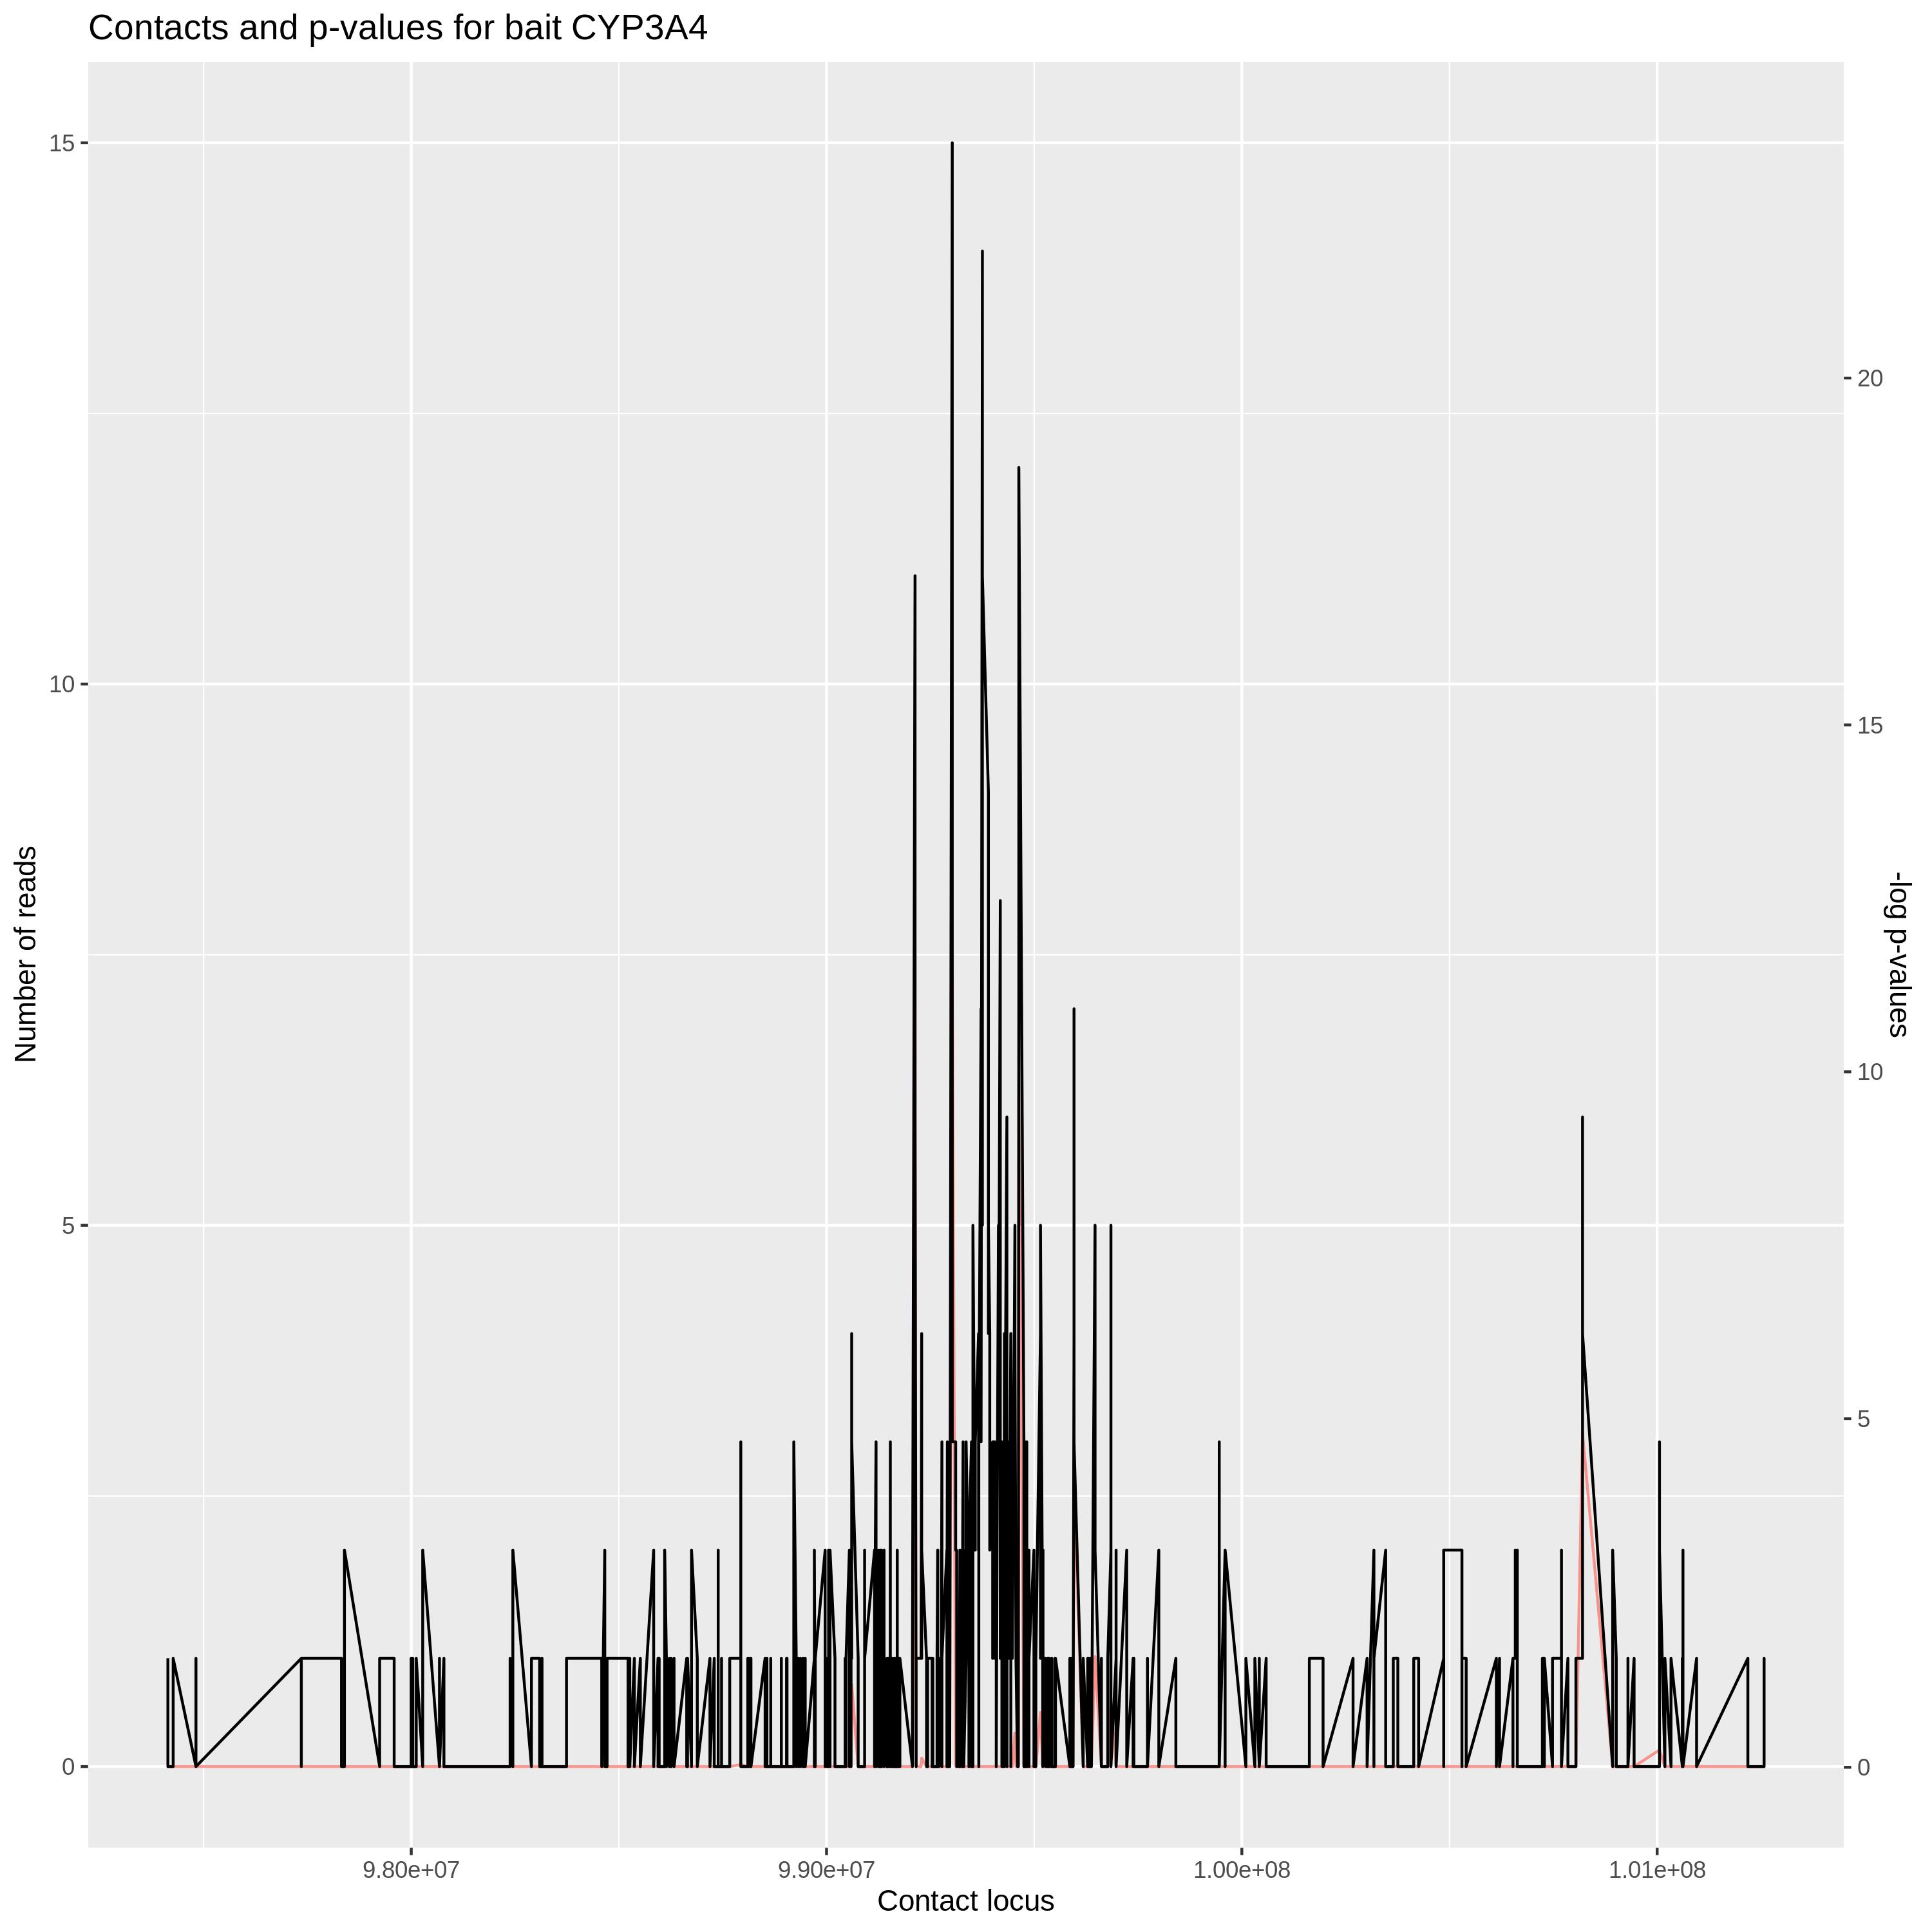 Contacts and p-values for bait CYP3A4
15
10
5
0
Number of reads
20
15
10
5
0
-log p-values
9.80e+07
9.90e+07
1.00e+08
1.01e+08
Contact locus